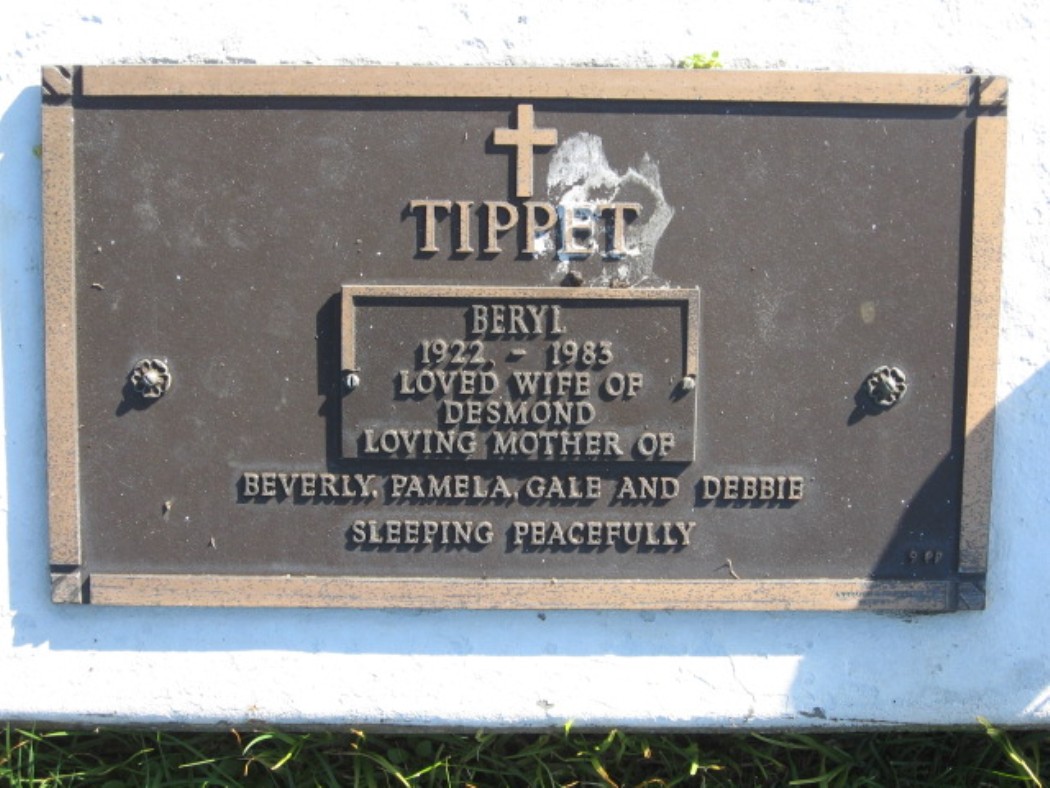 TIPPET
BERYL
1922 - 1983
LOVED WIFE OF
DESMOND
LOVING MOTHER OF
BEVERLY, PAMELA, GALE AND DEBBIE
SLEEPING PEACEFULLY